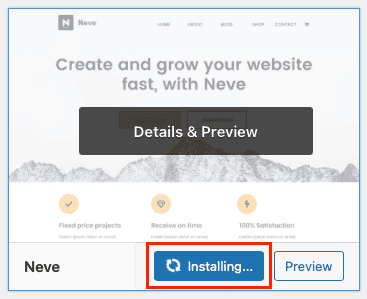 Neve
HOME ABOUT BLOG SHOP CONTACT
Create and grow your website
fast, with Neve
Details & Preview
Fixed price projects Receive on time 100% Satisfaction
Neve Installing... Preview